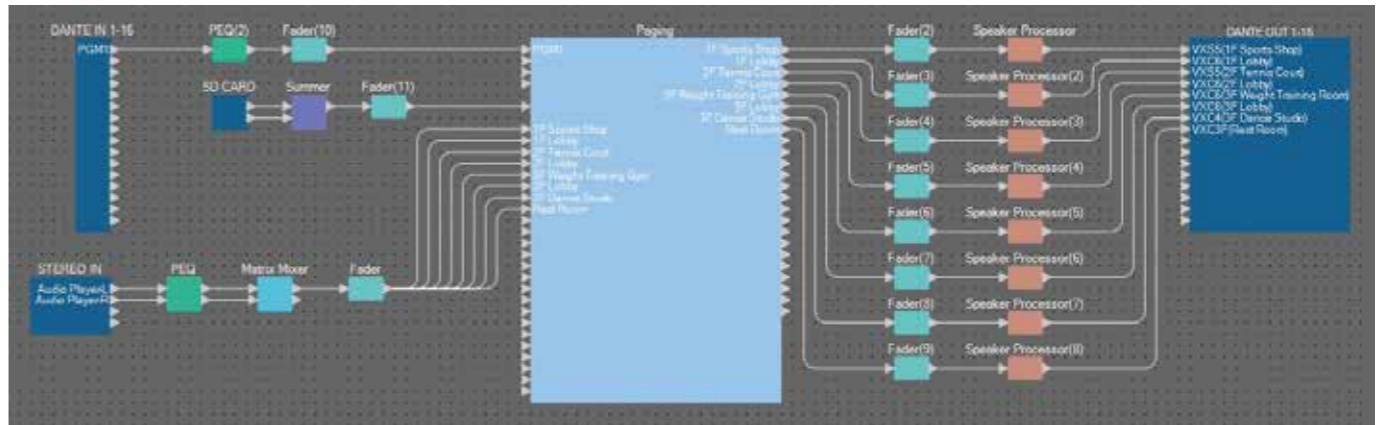 DANTE IN 1-16
PGM1
PEQ(2)
Fader(10)
SD CARD
Summer
Fader(11)
STEREO IN
Audio PlayerL
Audio PlayerR
PEQ
Matrix Mixer
Fader
Paging
PGM1
1F Sports Shop
1F Lobby
2F Tennis Court
2F Lobby
3F Weight Training Gym
3F Lobby
3F Dance Studio
Rest Room
1F Sports Shop
1F Lobby
2F Tennis Court
2F Lobby
3F Weight Training Gym
3F Lobby
3F Dance Studio
Rest Room
Fader(2)
Speaker Processor
Fader(3)
Speaker Processor(2)
Fader(4)
Speaker Processor(3)
Fader(5)
Speaker Processor(4)
Fader(6)
Speaker Processor(5)
Fader(7)
Speaker Processor(6)
Fader(8)
Speaker Processor(7)
Fader(9)
Speaker Processor(8)
DANTE OUT 1-16
VXS5(1F Sports Shop)
VXC6(1F Lobby)
VXS5(2F Tennis Court)
VXC6(2F Lobby)
VXC6(3F Weight Training Room)
VXC6(3F Lobby)
VXC4(3F Dance Studio)
VXC3F(Rest Room)